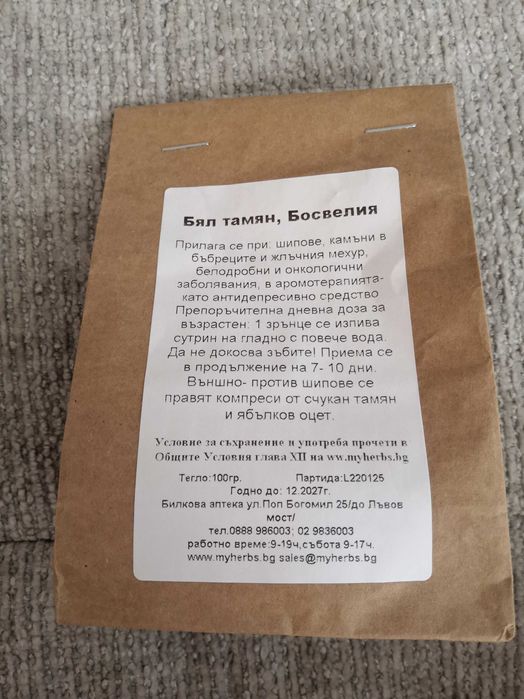 Бял тамян, Босвелия
Прилага се при: шипове, камъни в
бъбреците и жлъчния мехур,
белодробни и онкологични
заболявания, в аромотерапията-
като антидепресивно средство
Препоръчителна дневна доза за
възрастен: 1 зрънце се изпива
сутрин на гладно с повече вода.
Да не докосва зъбите! Приема се
в продължение на 7- 10 дни.
Външно- против шипове се
правят компреси от счукан тамян
и ябълков оцет.
Условие за съхранение и употреба прочети в
Общите Условия глава XII на ww.myherbs.bg
Тегло:100гр. Партида:L220125
Годно до: 12.2027г.
Билкова аптека ул.Поп Богомил 25/до Лъвов
мост/
тел.0888 986003; 02 9836003
работно време:9-19ч,събота 9-17ч.
www.myherbs.bg sales@myherbs.bg